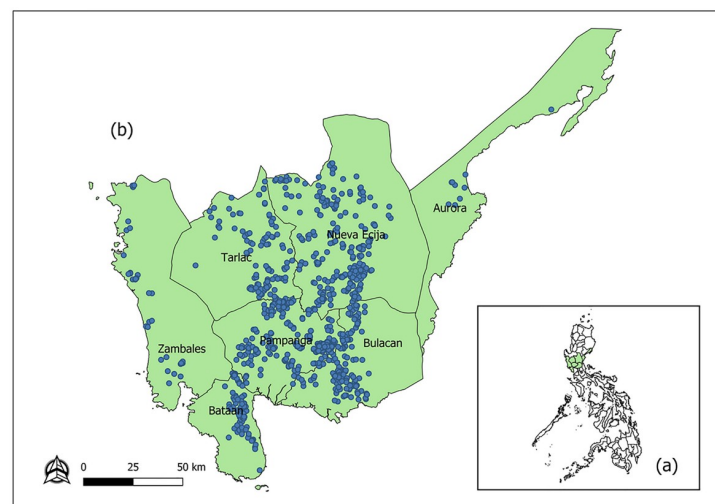 (b)
Aurora
Nueva Ecija
Tarlac
Pampanga
Bulacan
Zambales
Bataan
0 25 50 km
(a)